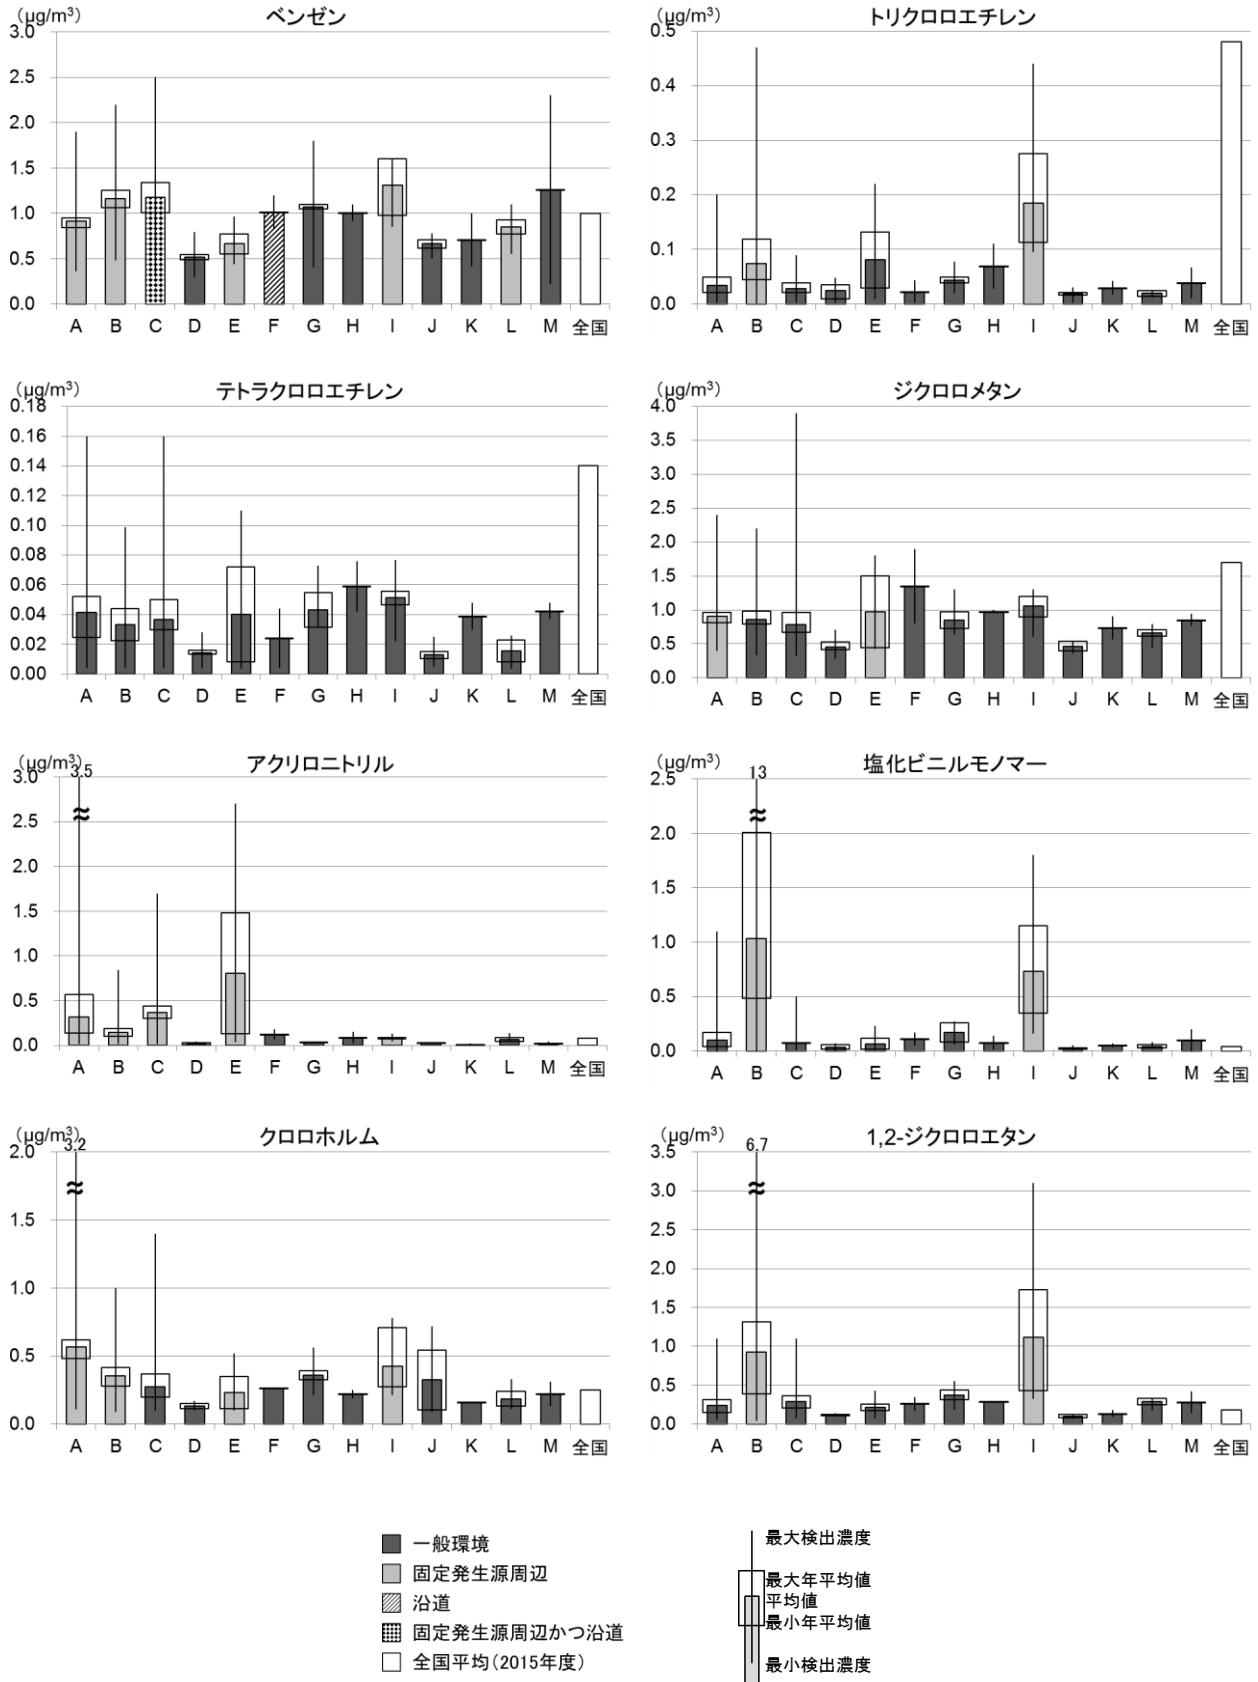 (µg/m³)
ベンゼン
3.0
2.5
2.0
1.5
1.0
0.5
0.0
A B C D E F G H I J K L M 全国
(µg/m³)
トリクロロエチレン
0.5
0.4
0.3
0.2
0.1
0.0
A B C D E F G H I J K L M 全国
(µg/m³)
テトラクロロエチレン
0.18
0.16
0.14
0.12
0.10
0.08
0.06
0.04
0.02
0.00
A B C D E F G H I J K L M 全国
(µg/m³)
ジクロロメタン
4.0
3.5
3.0
2.5
2.0
1.5
1.0
0.5
0.0
A B C D E F G H I J K L M 全国
(µg/m³)
アクリロニトリル
3.5
3.0
2.5
2.0
1.5
1.0
0.5
0.0
≈
A B C D E F G H I J K L M 全国
(µg/m³)
塩化ビニルモノマー
13
2.5
2.0
1.5
1.0
0.5
0.0
≈
A B C D E F G H I J K L M 全国
(µg/m³)
クロロホルム
3.2
2.0
1.5
1.0
0.5
0.0
≈
A B C D E F G H I J K L M 全国
(µg/m³)
1,2-ジクロロエタン
6.7
3.5
3.0
2.5
2.0
1.5
1.0
0.5
0.0
≈
A B C D E F G H I J K L M 全国
一般環境
固定発生源周辺
沿道
固定発生源周辺かつ沿道
全国平均(2015年度)
最大検出濃度
最大年平均値
平均値
最小年平均値
最小検出濃度